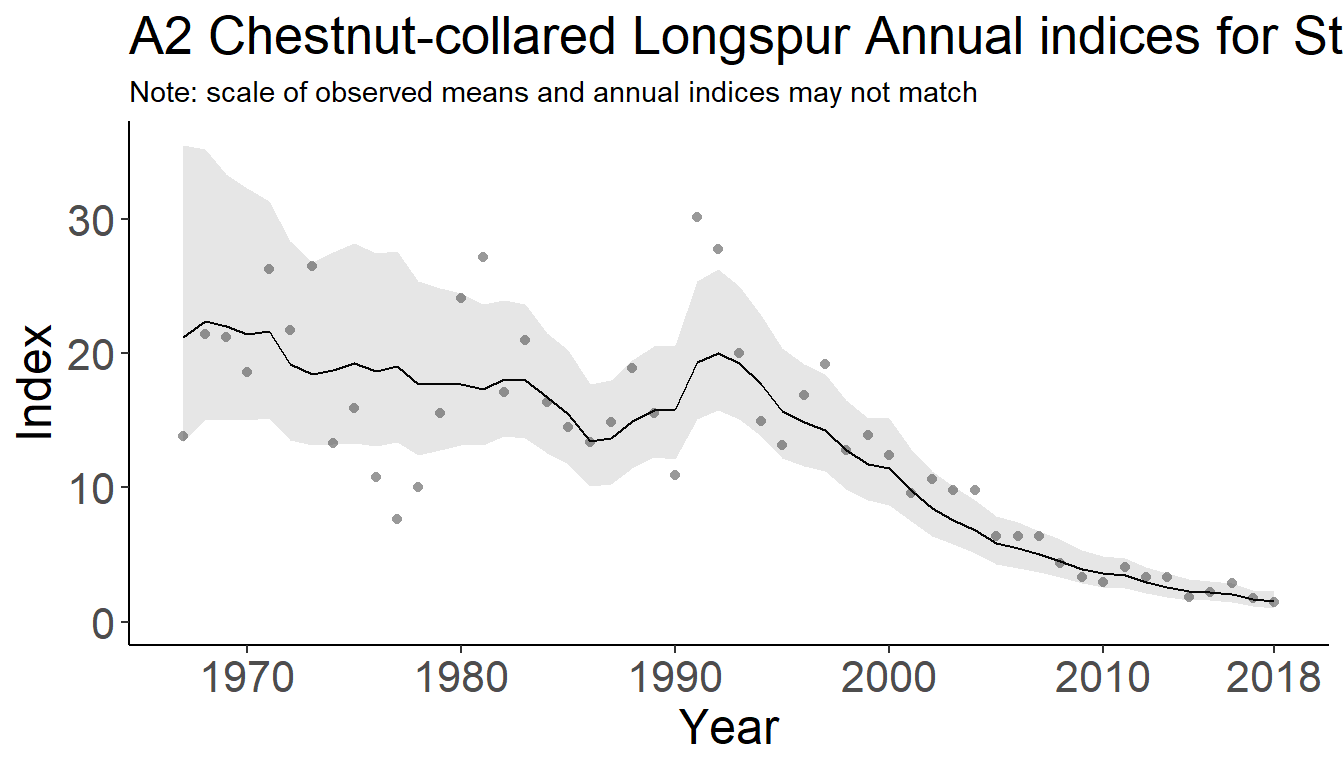 A2 Chestnut-collared Longspur Annual indices for St
Note: scale of observed means and annual indices may not match
Index
30
20
10
0
1970 1980 1990 2000 2010 2018
Year